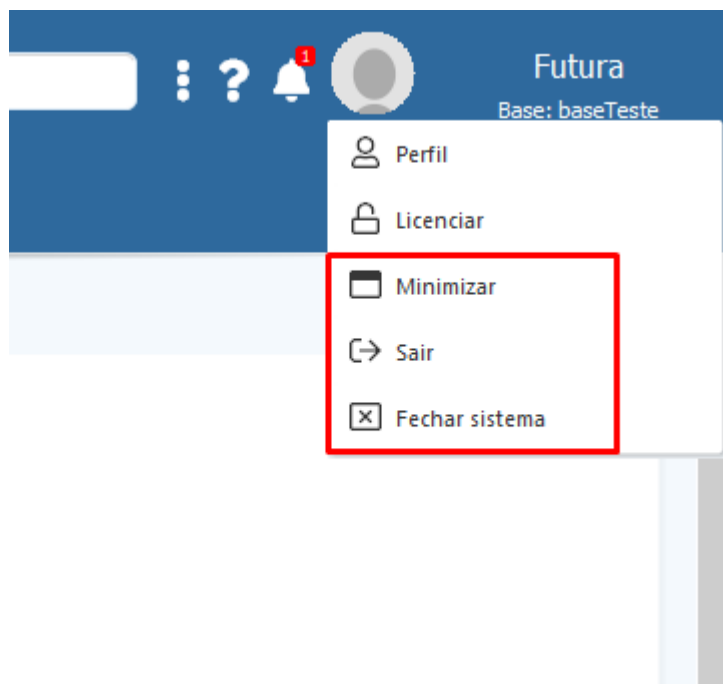 ?
1
Futura
Base: baseTeste
Perfil
Licenciar
Minimizar
Sair
Fechar sistema